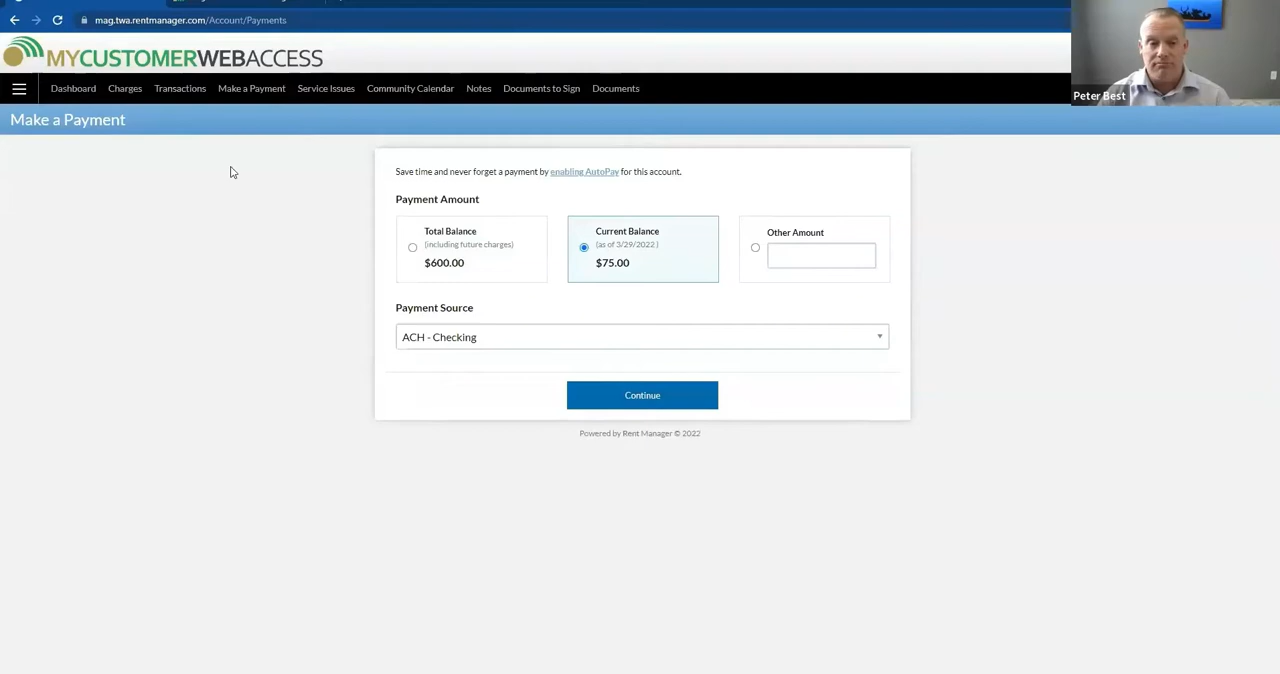 mag.twa.rentmanager.com/Account/Payments
MYCUSTOMERWEBACCESS
Dashboard Charges Transactions Make a Payment Service Issues Community Calendar Notes Documents to Sign Documents
Peter Best
Make a Payment
Save time and never forget a payment by enabling AutoPay for this account.
Payment Amount
Total Balance
(including future charges)
$600.00
Current Balance
(as of 3/29/2022.)
$75.00
Other Amount
Payment Source
ACH - Checking
Continue
Powered by Rent Manager © 2022